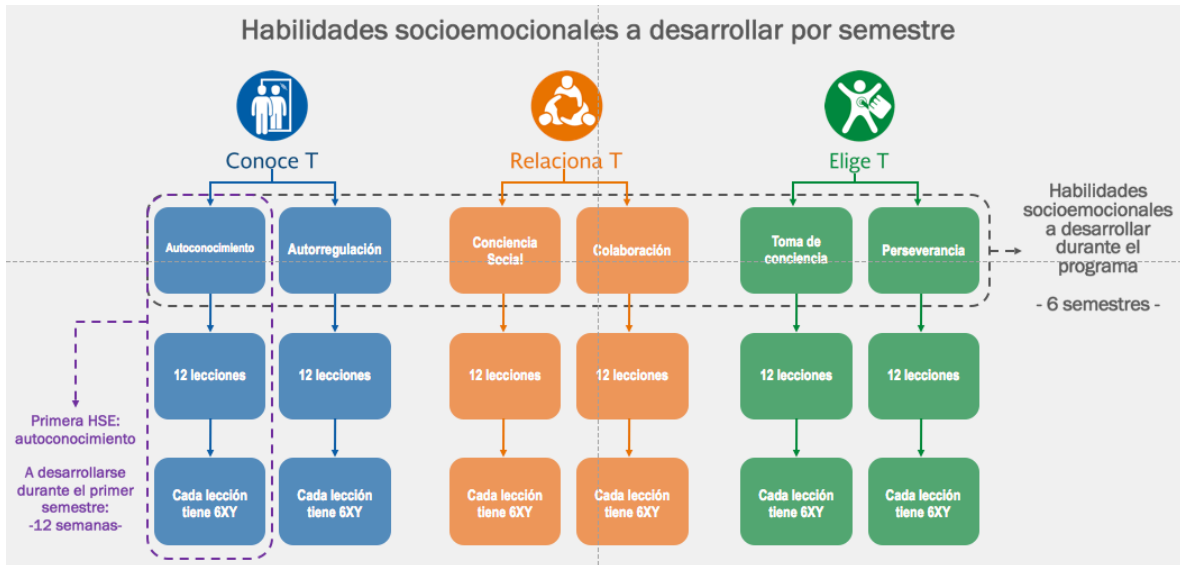 Habilidades socioemocionales a desarrollar por semestre
Conoce T
Relaciona T
Elige T
Autoconocimiento
Autorregulación
Conciencia
Social
Colaboración
Toma de
conciencia
Perseverancia
Habilidades
socioemocionales
a desarrollar
durante el
programa
- 6 semestres -
12 lecciones
12 lecciones
12 lecciones
12 lecciones
12 lecciones
12 lecciones
Primera HSE:
autoconocimiento
A desarrollarse
durante el primer
semestre:
-12 semanas-
Cada lección
tiene 6XY
Cada lección
tiene 6XY
Cada lección
tiene 6XY
Cada lección
tiene 6XY
Cada lección
tiene 6XY
Cada lección
tiene 6XY